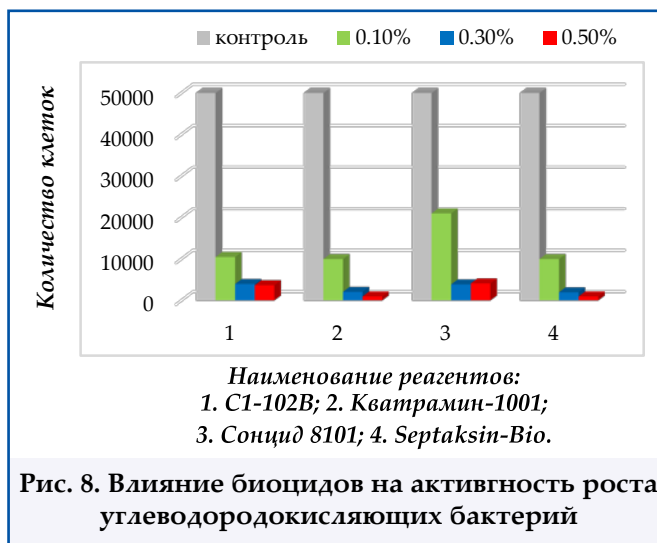 контроль 0.10% 0.30% 0.50%
Количество клеток
50000
40000
30000
20000
10000
0
1 2 3 4
Наименование реагентов:
1. С1-102В; 2. Кватрамин-1001;
3. Сонцид 8101; 4. Septaksin-Bio.
Рис. 8. Влияние биоцидов на активгность роста
углеводородокисляющих бактерий